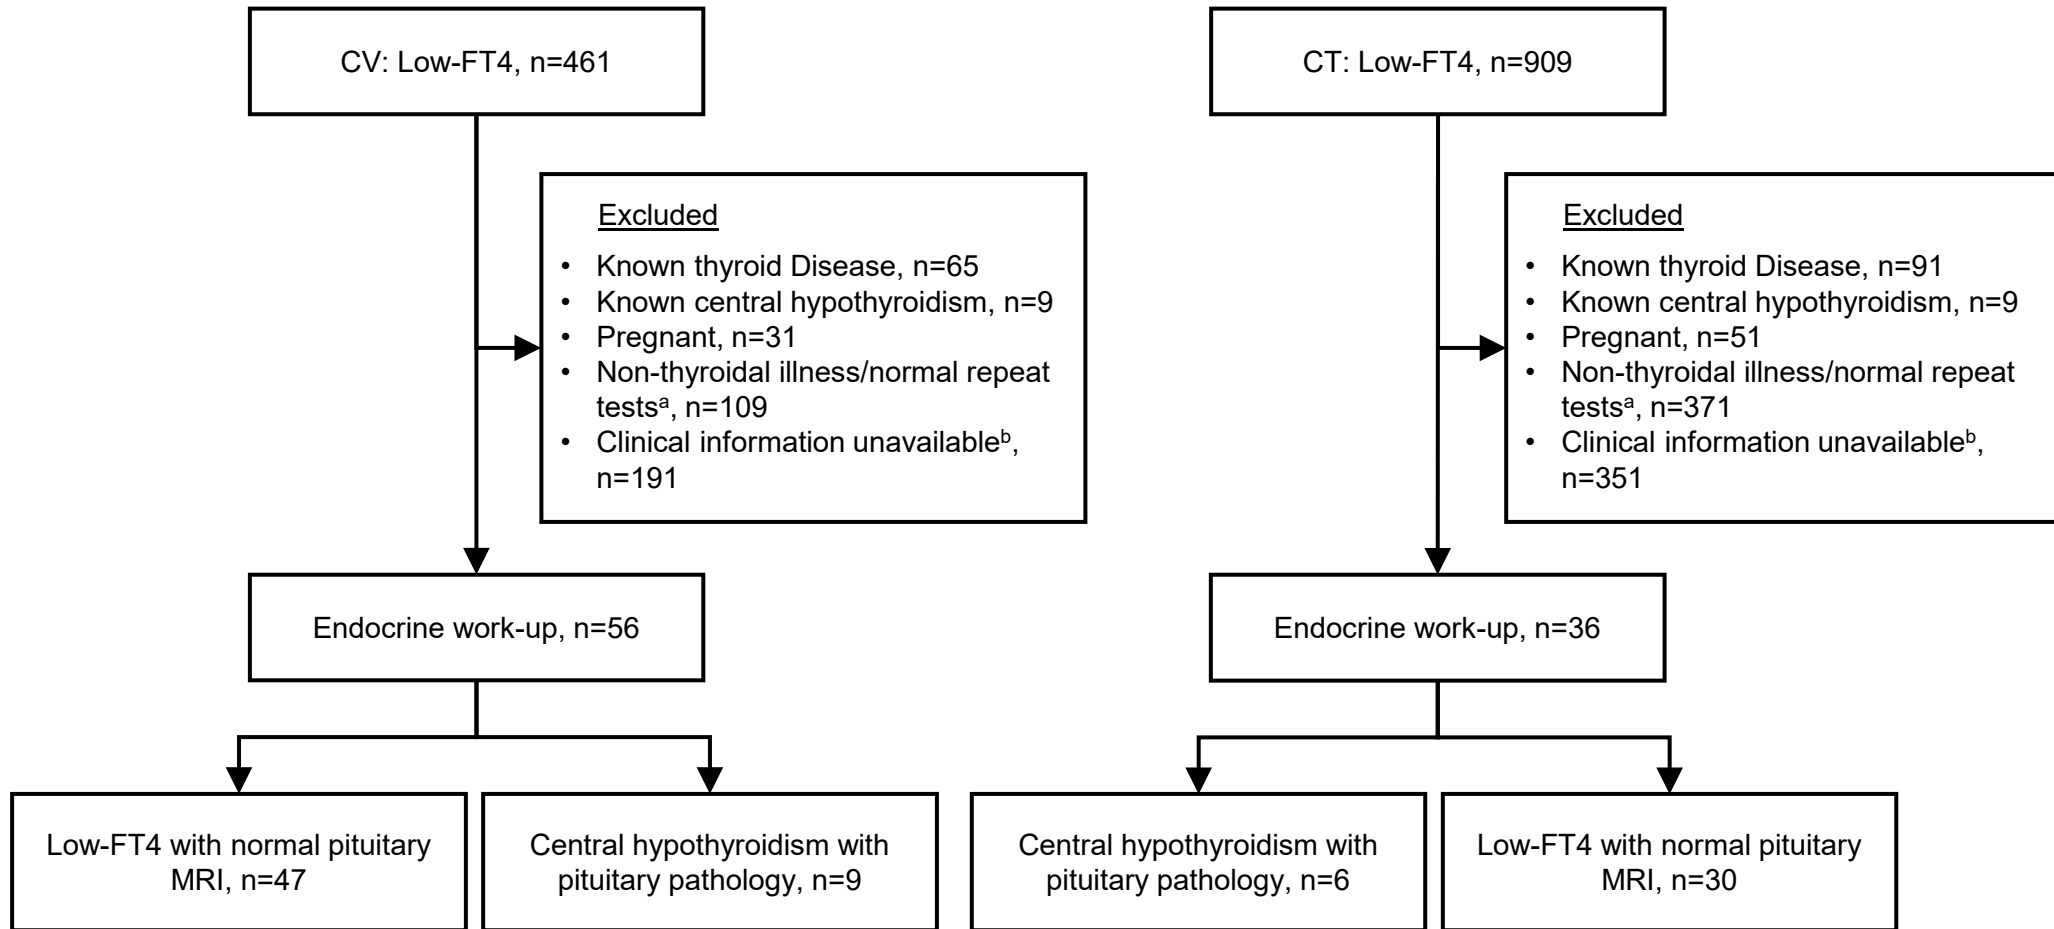 CV: Low-FT4, n=461
Excluded
• Known thyroid Disease, n=65
• Known central hypothyroidism, n=9
• Pregnant, n=31
• Non-thyroidal illness/normal repeat
testsᵃ, n=109
• Clinical information unavailableᵇ,
n=191
Endocrine work-up, n=56
Low-FT4 with normal pituitary
MRI, n=47
Central hypothyroidism with
pituitary pathology, n=9
CT: Low-FT4, n=909
Excluded
• Known thyroid Disease, n=91
• Known central hypothyroidism, n=9
• Pregnant, n=51
• Non-thyroidal illness/normal repeat
testsᵃ, n=371
• Clinical information unavailableᵇ,
n=351
Endocrine work-up, n=36
Central hypothyroidism with
pituitary pathology, n=6
Low-FT4 with normal pituitary
MRI, n=30